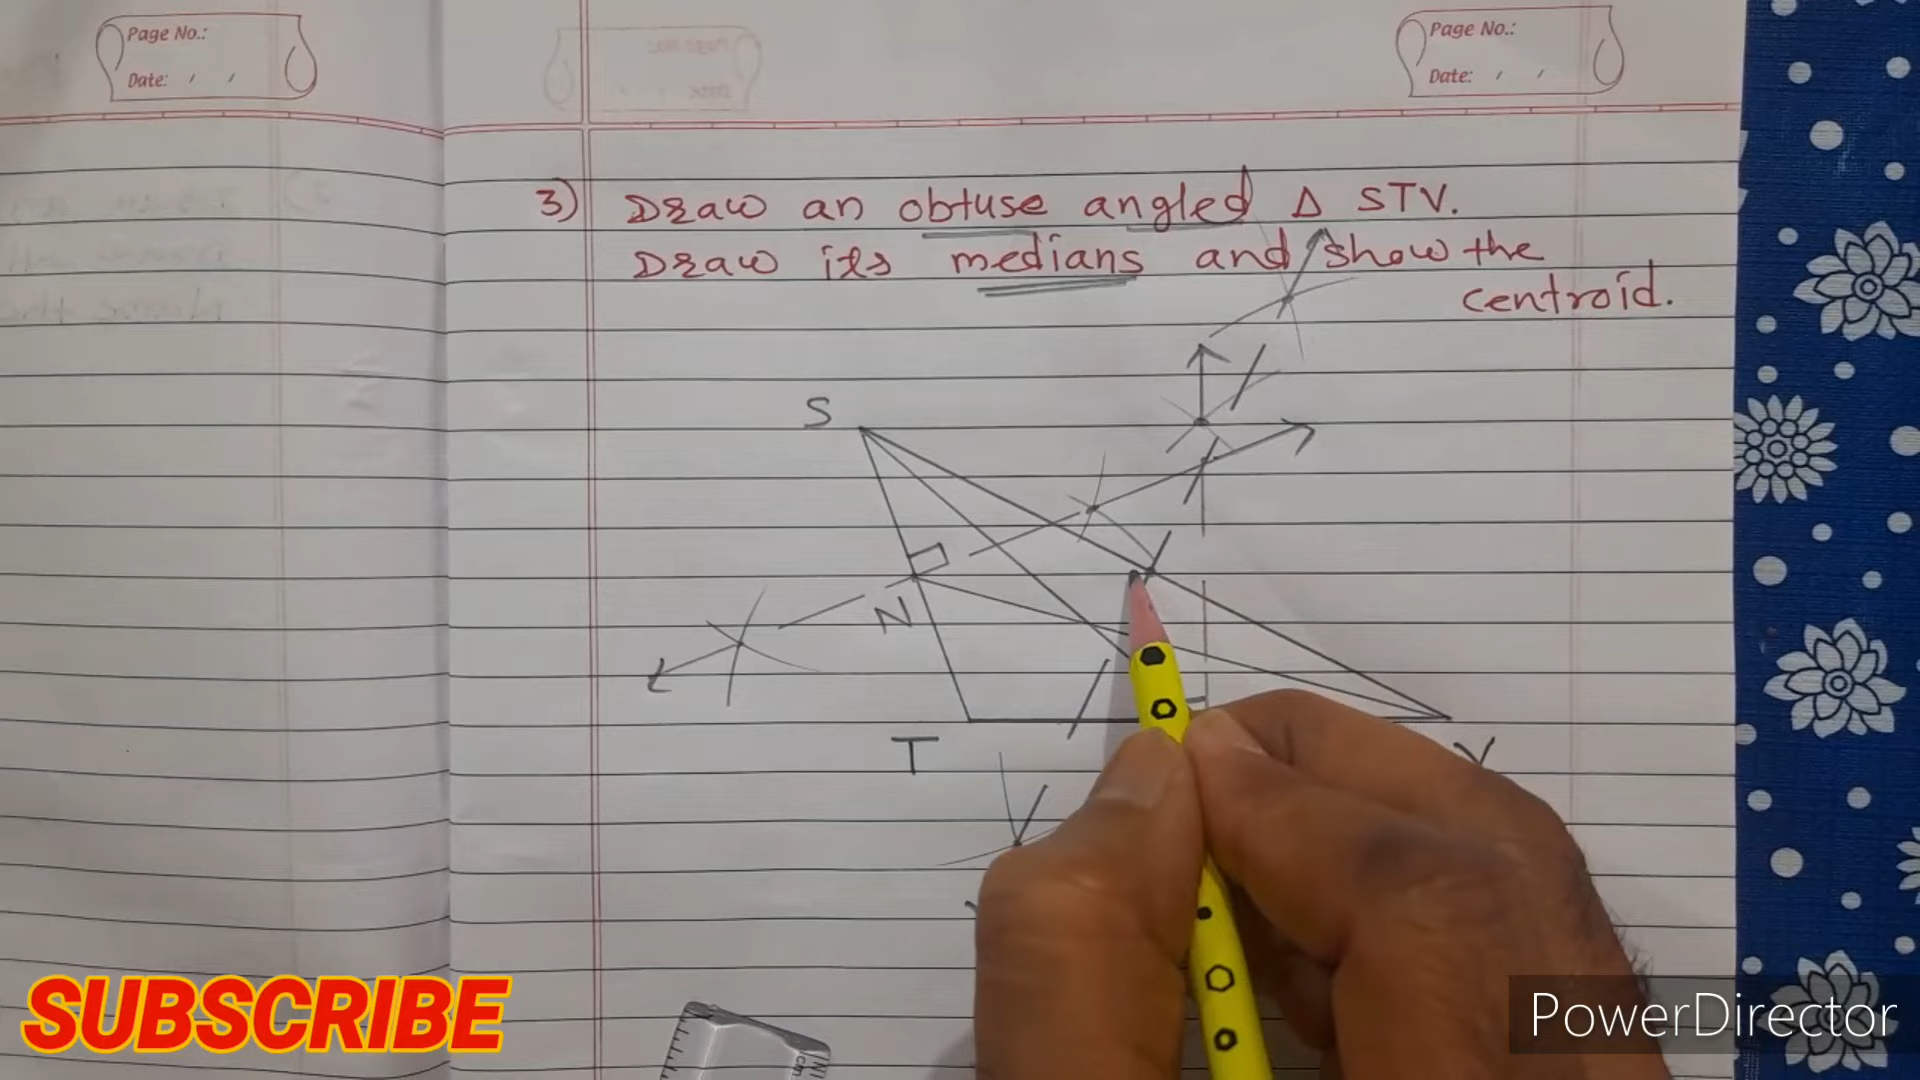 Page No.:
Date: / /
Page No.:
Date: / /
3) Draw an obtuse angled Δ STV.
Draw its medians and show the
centroid.
S
N
T
V
SUBSCRIBE
PowerDirector